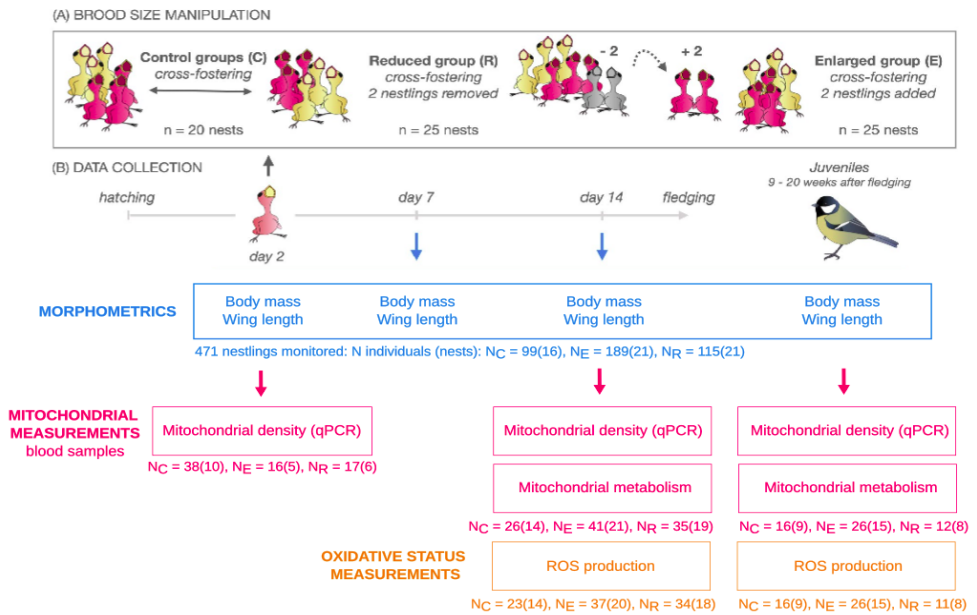 (A) BROOD SIZE MANIPULATION
Control groups (C)
cross-fostering
n = 20 nests
Reduced group (R)
cross-fostering
2 nestlings removed
n = 25 nests
- 2
+ 2
Enlarged group (E)
cross-fostering
2 nestlings added
n = 25 nests
(B) DATA COLLECTION
hatching
day 2
day 7
day 14
fledging
Juveniles
9 - 20 weeks after fledging
MORPHOMETRICS
Body mass
Wing length
Body mass
Wing length
Body mass
Wing length
Body mass
Wing length
471 nestlings monitored: N individuals (nests): NC = 99(16), NE = 189(21), NR = 115(21)
MITOCHONDRIAL
MEASUREMENTS
blood samples
Mitochondrial density (qPCR)
NC = 38(10), NE = 16(5), NR = 17(6)
Mitochondrial density (qPCR)
Mitochondrial metabolism
NC = 26(14), NE = 41(21), NR = 35(19)
Mitochondrial density (qPCR)
Mitochondrial metabolism
NC = 16(9), NE = 26(15), NR = 12(8)
OXIDATIVE STATUS
MEASUREMENTS
ROS production
NC = 23(14), NE = 37(20), NR = 34(18)
ROS production
NC = 16(9), NE = 26(15), NR = 11(8)